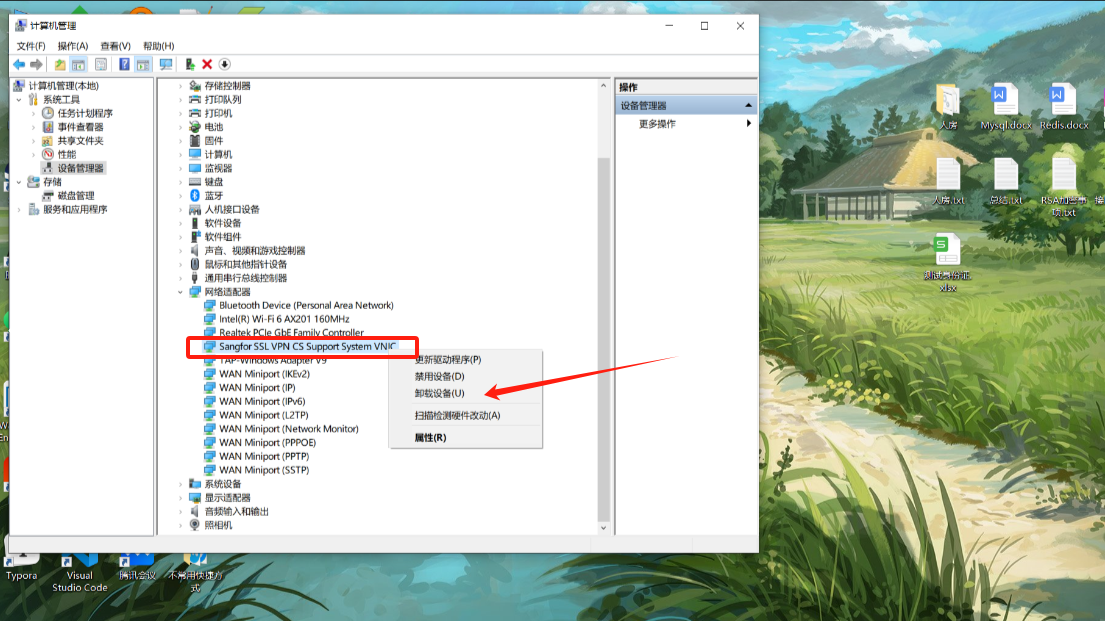 计算机管理
文件(F) 操作(A) 查看(V) 帮助(H)
计算机管理(本地)
系统工具
任务计划程序
事件查看器
共享文件夹
性能
设备管理器
存储
磁盘管理
服务和应用程序
存储控制器
打印队列
打印机
电池
固件
计算机
监视器
键盘
蓝牙
人机接口设备
软件设备
软件组件
声音、视频和游戏控制器
鼠标和其他指针设备
通用串行总线控制器
网络适配器
Bluetooth Device (Personal Area Network)
Intel(R) Wi-Fi 6 AX201 160MHz
Realtek PCIe GbE Family Controller
Sangfor SSL VPN CS Support System VNIC
TAP-Windows Adapter V9
WAN Miniport (IKEv2)
WAN Miniport (IP)
WAN Miniport (IPv6)
WAN Miniport (L2TP)
WAN Miniport (Network Monitor)
WAN Miniport (PPPOE)
WAN Miniport (PPTP)
WAN Miniport (SSTP)
系统设备
显示适配器
音频输入和输出
照相机
更新驱动程序(P)
禁用设备(D)
卸载设备(U)
扫描检测硬件改动(A)
属性(R)
操作
设备管理器
更多操作
人房
Mysql.docx
Redis.docx
人房.txt
总结.txt
RSA加签事
项.txt
测试身份证.
xlsx
Typora
Visual
Studio Code
腾讯会议
不常用快捷方
式